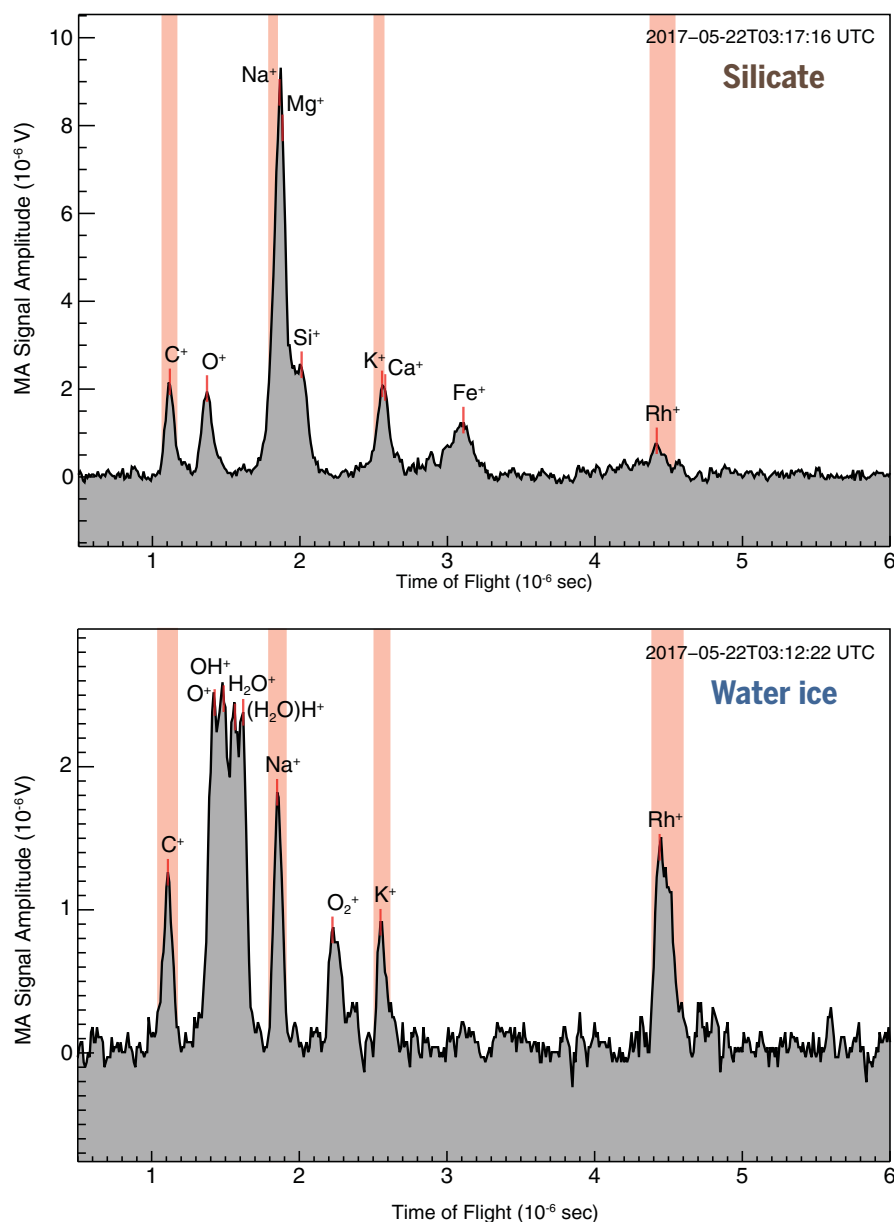 2017–05-22T03:17:16 UTC
Silicate
MA Signal Amplitude (10⁻⁶ V)
10
8
6
4
2
0
Na⁺
Mg⁺
C⁺
O⁺
Si⁺
K⁺
Ca⁺
Fe⁺
Rh⁺
1 2 3 4 5 6
Time of Flight (10⁻⁶ sec)
2017–05-22T03:12:22 UTC
Water ice
MA Signal Amplitude (10⁻⁶V)
2
1
0
OH⁺
O⁺
H₂O⁺
(H₂O)H⁺
Na⁺
C⁺
O₂⁺
K⁺
Rh⁺
1 2 3 4 5 6
Time of Flight (10⁻⁶ sec)